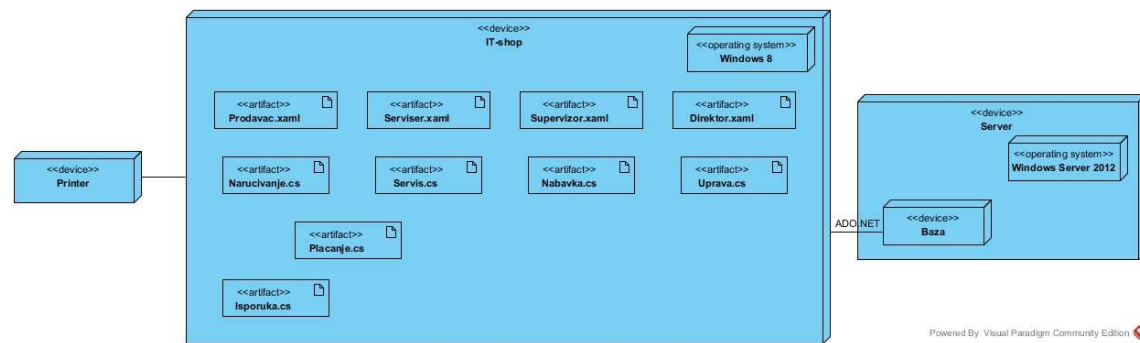 <<device>>
IT-shop
<<operating system>>
Windows 8
<<artifact>>
Prodavac.xaml
<<artifact>>
Serviser.xaml
<<artifact>>
Supervizor.xaml
<<artifact>>
Direktor.xaml
<<device>>
Server
<<operating system>>
Windows Server 2012
<<device>>
Printer
<<artifact>>
Narucivanje.cs
<<artifact>>
Servis.cs
<<artifact>>
Nabavka.cs
<<artifact>>
Uprava.cs
ADO.NET
<<device>>
Baza
<<artifact>>
Placanje.cs
<<artifact>>
Isporuka.cs
Powered By Visual Paradigm Community Edition